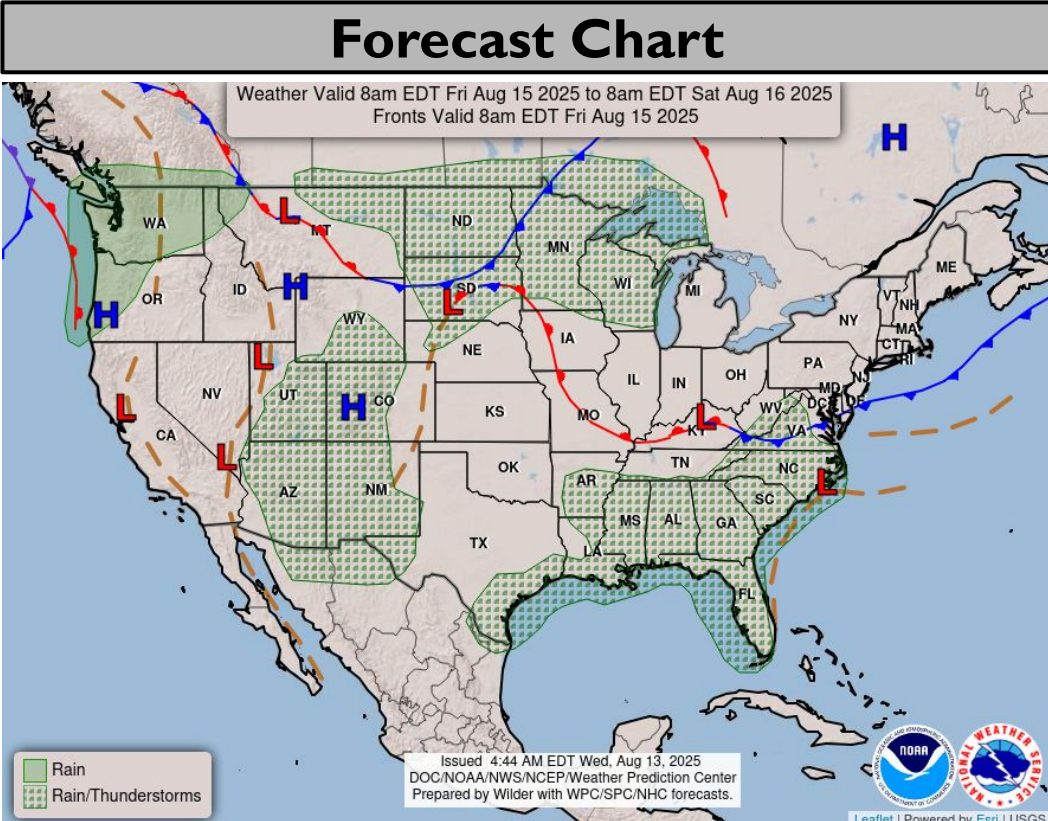 Forecast Chart
Weather Valid 8am EDT Fri Aug 15 2025 to 8am EDT Sat Aug 16 2025
Fronts Valid 8am EDT Fri Aug 15 2025
H
WA
L
MT
ND
MN
WI
MI
ME
VT
NH
NY
MA
CT
RI
OR
ID
H
H
L
SD
WY
NE
IA
PA
NJ
OH
IN
IL
MD
DE
DC
WV
VA
L
NV
UT
H
CO
KS
MO
L
KY
L
CA
L
AZ
NM
OK
AR
TN
NC
L
SC
MS
AL
GA
TX
LA
FL
Rain
Rain/Thunderstorms
Issued 4:44 AM EDT Wed, Aug 13, 2025
DOC/NOAA/NWS/NCEP/Weather Prediction Center
Prepared by Wilder with WPC/SPC/NHC forecasts.
NOAA
NATIONAL WEATHER SERVICE
Leaflet | Powered by Esri | USGS